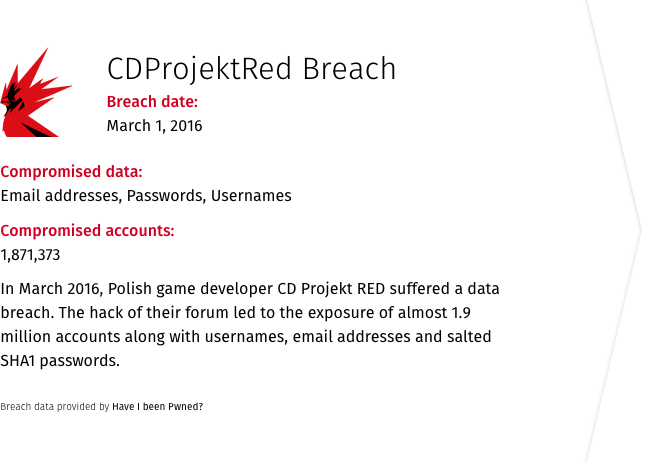 CDProjektRed Breach
Breach date:
March 1, 2016
Compromised data:
Email addresses, Passwords, Usernames
Compromised accounts:
1,871,373
In March 2016, Polish game developer CD Projekt RED suffered a data
breach. The hack of their forum led to the exposure of almost 1.9
million accounts along with usernames, email addresses and salted
SHA1 passwords.
Breach data provided by Have I been Pwned?